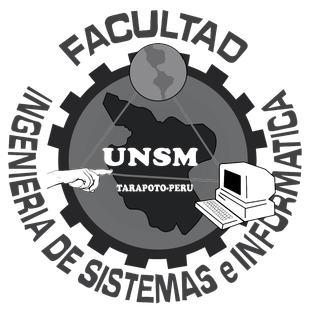 FACULTAD
INGENIERIA DE SISTEMAS e INFORMATICA
UNSM
TARAPOTO-PERU